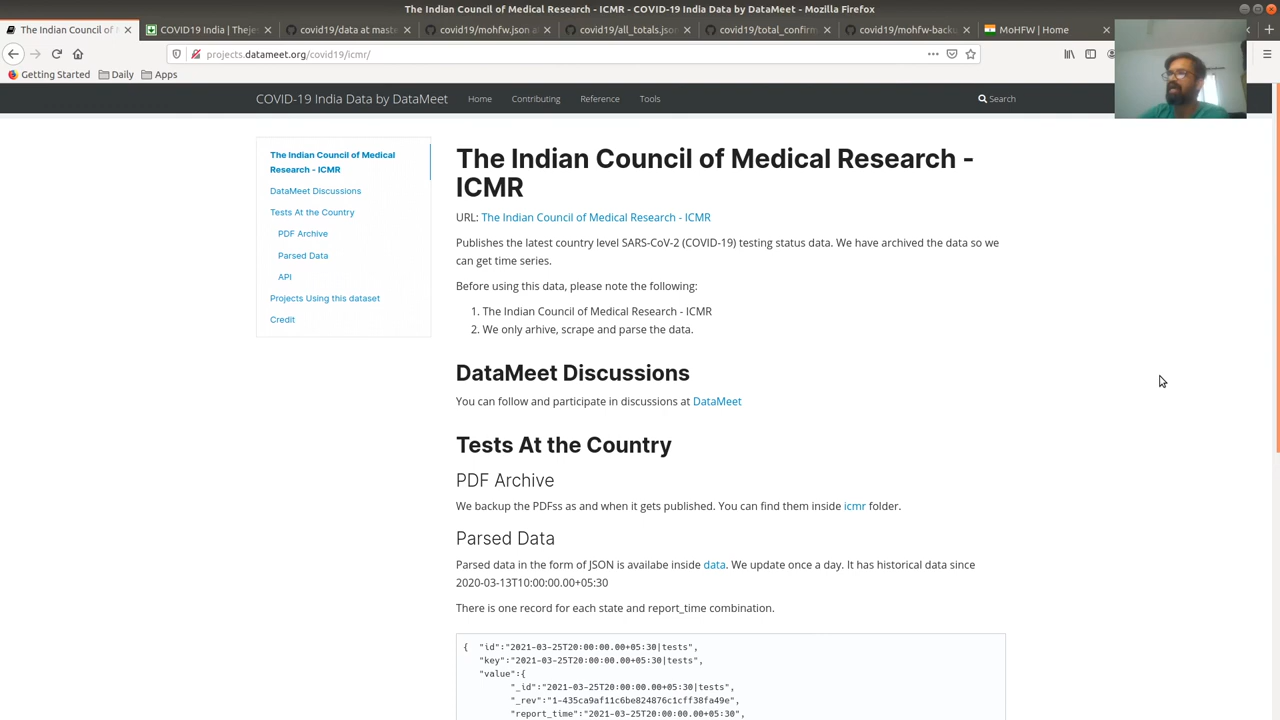 The Indian Council of Medical Research - ICMR - COVID-19 India Data by DataMeet - Mozilla Firefox
The Indian Council of
COVID19 India | Thejes
covid19/data at maste
covid19/mohfw.json a
covid19/all_totals.json
covid19/total_confirm
covid19/mohfw-backu
MoHFW | Home
projects.datameet.org/covid19/icmr/
Getting Started
Daily
Apps
COVID-19 India Data by DataMeet
Home
Contributing
Reference
Tools
Search
The Indian Council of Medical
Research - ICMR
DataMeet Discussions
Tests At the Country
PDF Archive
Parsed Data
API
Projects Using this dataset
Credit
The Indian Council of Medical Research -
ICMR
URL: The Indian Council of Medical Research - ICMR
Publishes the latest country level SARS-CoV-2 (COVID-19) testing status data. We have archived the data so we
can get time series.
Before using this data, please note the following:
1. The Indian Council of Medical Research - ICMR
2. We only arhive, scrape and parse the data.
DataMeet Discussions
You can follow and participate in discussions at DataMeet
Tests At the Country
PDF Archive
We backup the PDFss as and when it gets published. You can find them inside icmr folder.
Parsed Data
Parsed data in the form of JSON is availabe inside data. We update once a day. It has historical data since
2020-03-13T10:00:00.00+05:30
There is one record for each state and report_time combination.
{ "id":"2021-03-25T20:00:00.00+05:30|tests",
"key":"2021-03-25T20:00:00.00+05:30|tests",
"value":{
"_id":"2021-03-25T20:00:00.00+05:30|tests",
"_rev":"1-435ca9af11c6be824876c1cff38fa49e",
"report_time":"2021-03-25T20:00:00.00+05:30",